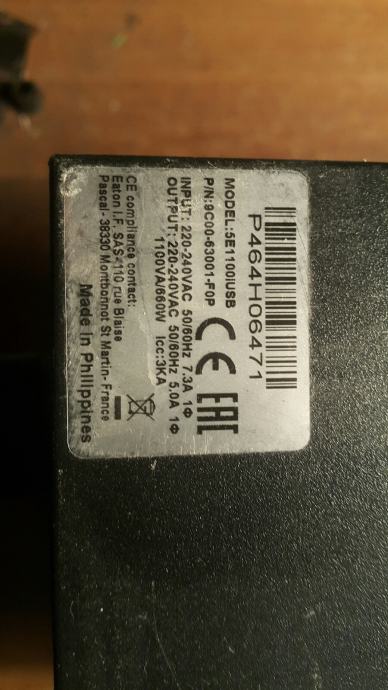 P464H06471
MODEL:5E1100IUSB
P/N:9C00-63001-F0P
INPUT: 220-240VAC 50/60Hz 7.3A 1Φ
OUTPUT: 220-240VAC 50/60Hz 5.0A 1Φ
1100VA/660W Icc:3KA
CE EAC
CE compliance contact:
Eaton I.F. SAS-110 rue Blaise
Pascal- 38330 Montbonnot St Martin- France
Made in Philippines